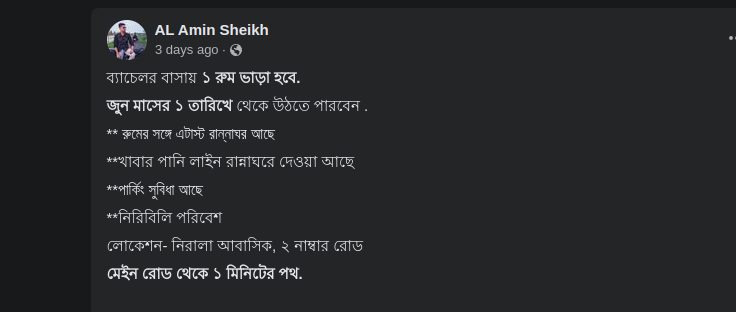 AL Amin Sheikh
3 days ago ·
ব্যাচেলর বাসায় ১ রুম ভাড়া হবে.
জুন মাসের ১ তারিখে থেকে উঠতে পারবেন .
** রুমের সঙ্গে এটাস্ট রান্নাঘর আছে
**খাবার পানি লাইন রান্নাঘরে দেওয়া আছে
**পার্কিং সুবিধা আছে
**নিরিবিলি পরিবেশ
লোকেশন- নিরালা আবাসিক, ২ নাম্বার রোড
মেইন রোড থেকে ১ মিনিটের পথ.